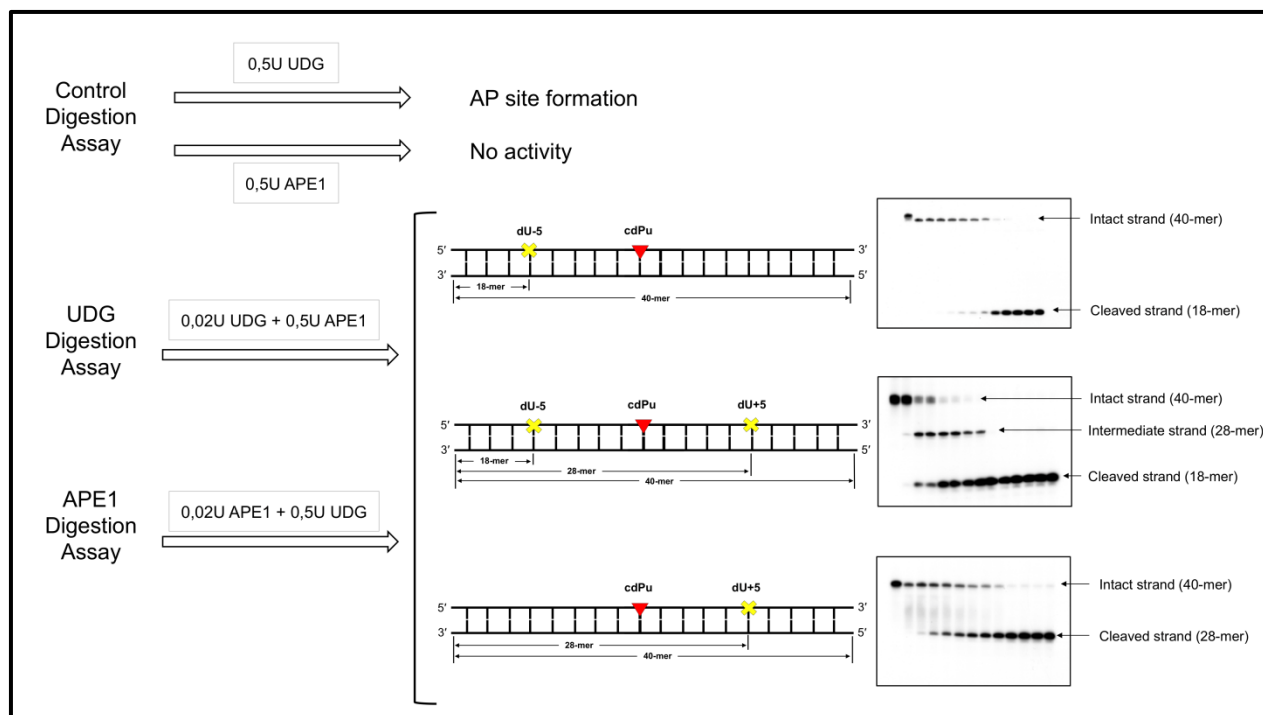 Control
Digestion
Assay
0,5U UDG
AP site formation
No activity
0,5U APE1
UDG
Digestion
Assay
0,02U UDG + 0,5U APE1
APE1
Digestion
Assay
0,02U APE1 + 0,5U UDG
dU-5 cdPu
5′ 3′
3′ 5′
18-mer
40-mer
Intact strand (40-mer)
Cleaved strand (18-mer)
dU-5 cdPu dU+5
5′ 3′
3′ 5′
18-mer
28-mer
40-mer
Intact strand (40-mer)
Intermediate strand (28-mer)
Cleaved strand (18-mer)
cdPu dU+5
5′ 3′
3′ 5′
28-mer
40-mer
Intact strand (40-mer)
Cleaved strand (28-mer)